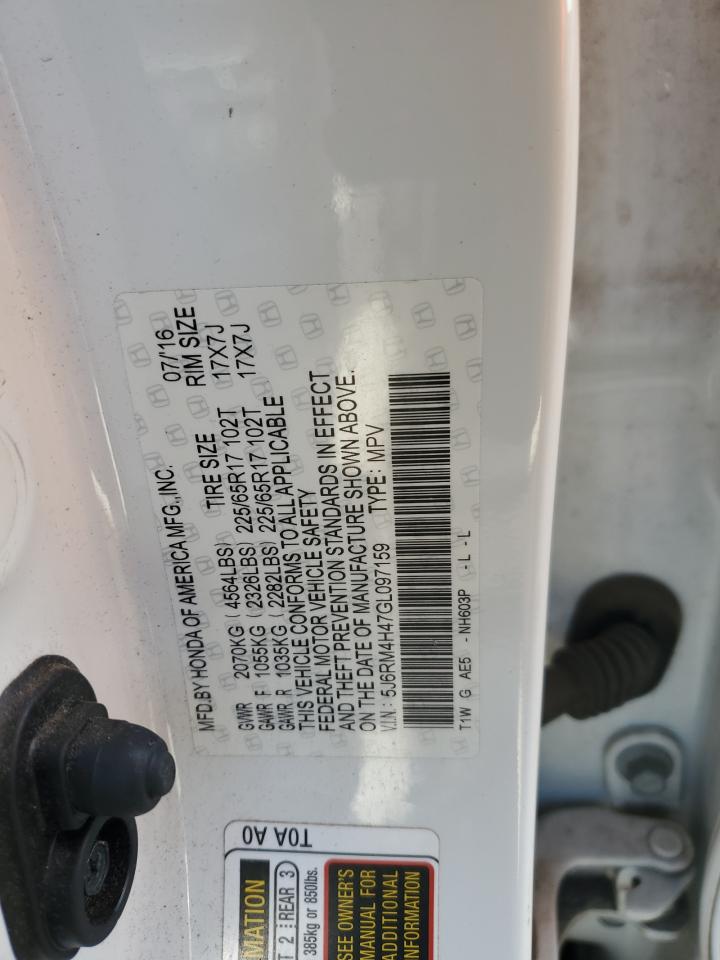 MFD.BY HONDA OF AMERICA MFG., INC. 07/'16
TIRE SIZE RIM SIZE
GVWR 2070KG ( 4564LBS) 225/65R17 102T 17X7J
GAWR F 1055KG ( 2326LBS) 225/65R17 102T 17X7J
GAWR R 1035KG ( 2282LBS)
THIS VEHICLE CONFORMS TO ALL APPLICABLE
FEDERAL MOTOR VEHICLE SAFETY
AND THEFT PREVENTION STANDARDS IN EFFECT
ON THE DATE OF MANUFACTURE SHOWN ABOVE.
V.I.N.: 5J6RM4H47GL097159 TYPE: MPV
T1W G AE5 - NH603P - L - L
T0A A0
MATION
T 2 REAR 3
385kg or 850lbs.
SEE OWNER'S
MANUAL FOR
ADDITIONAL
INFORMATION